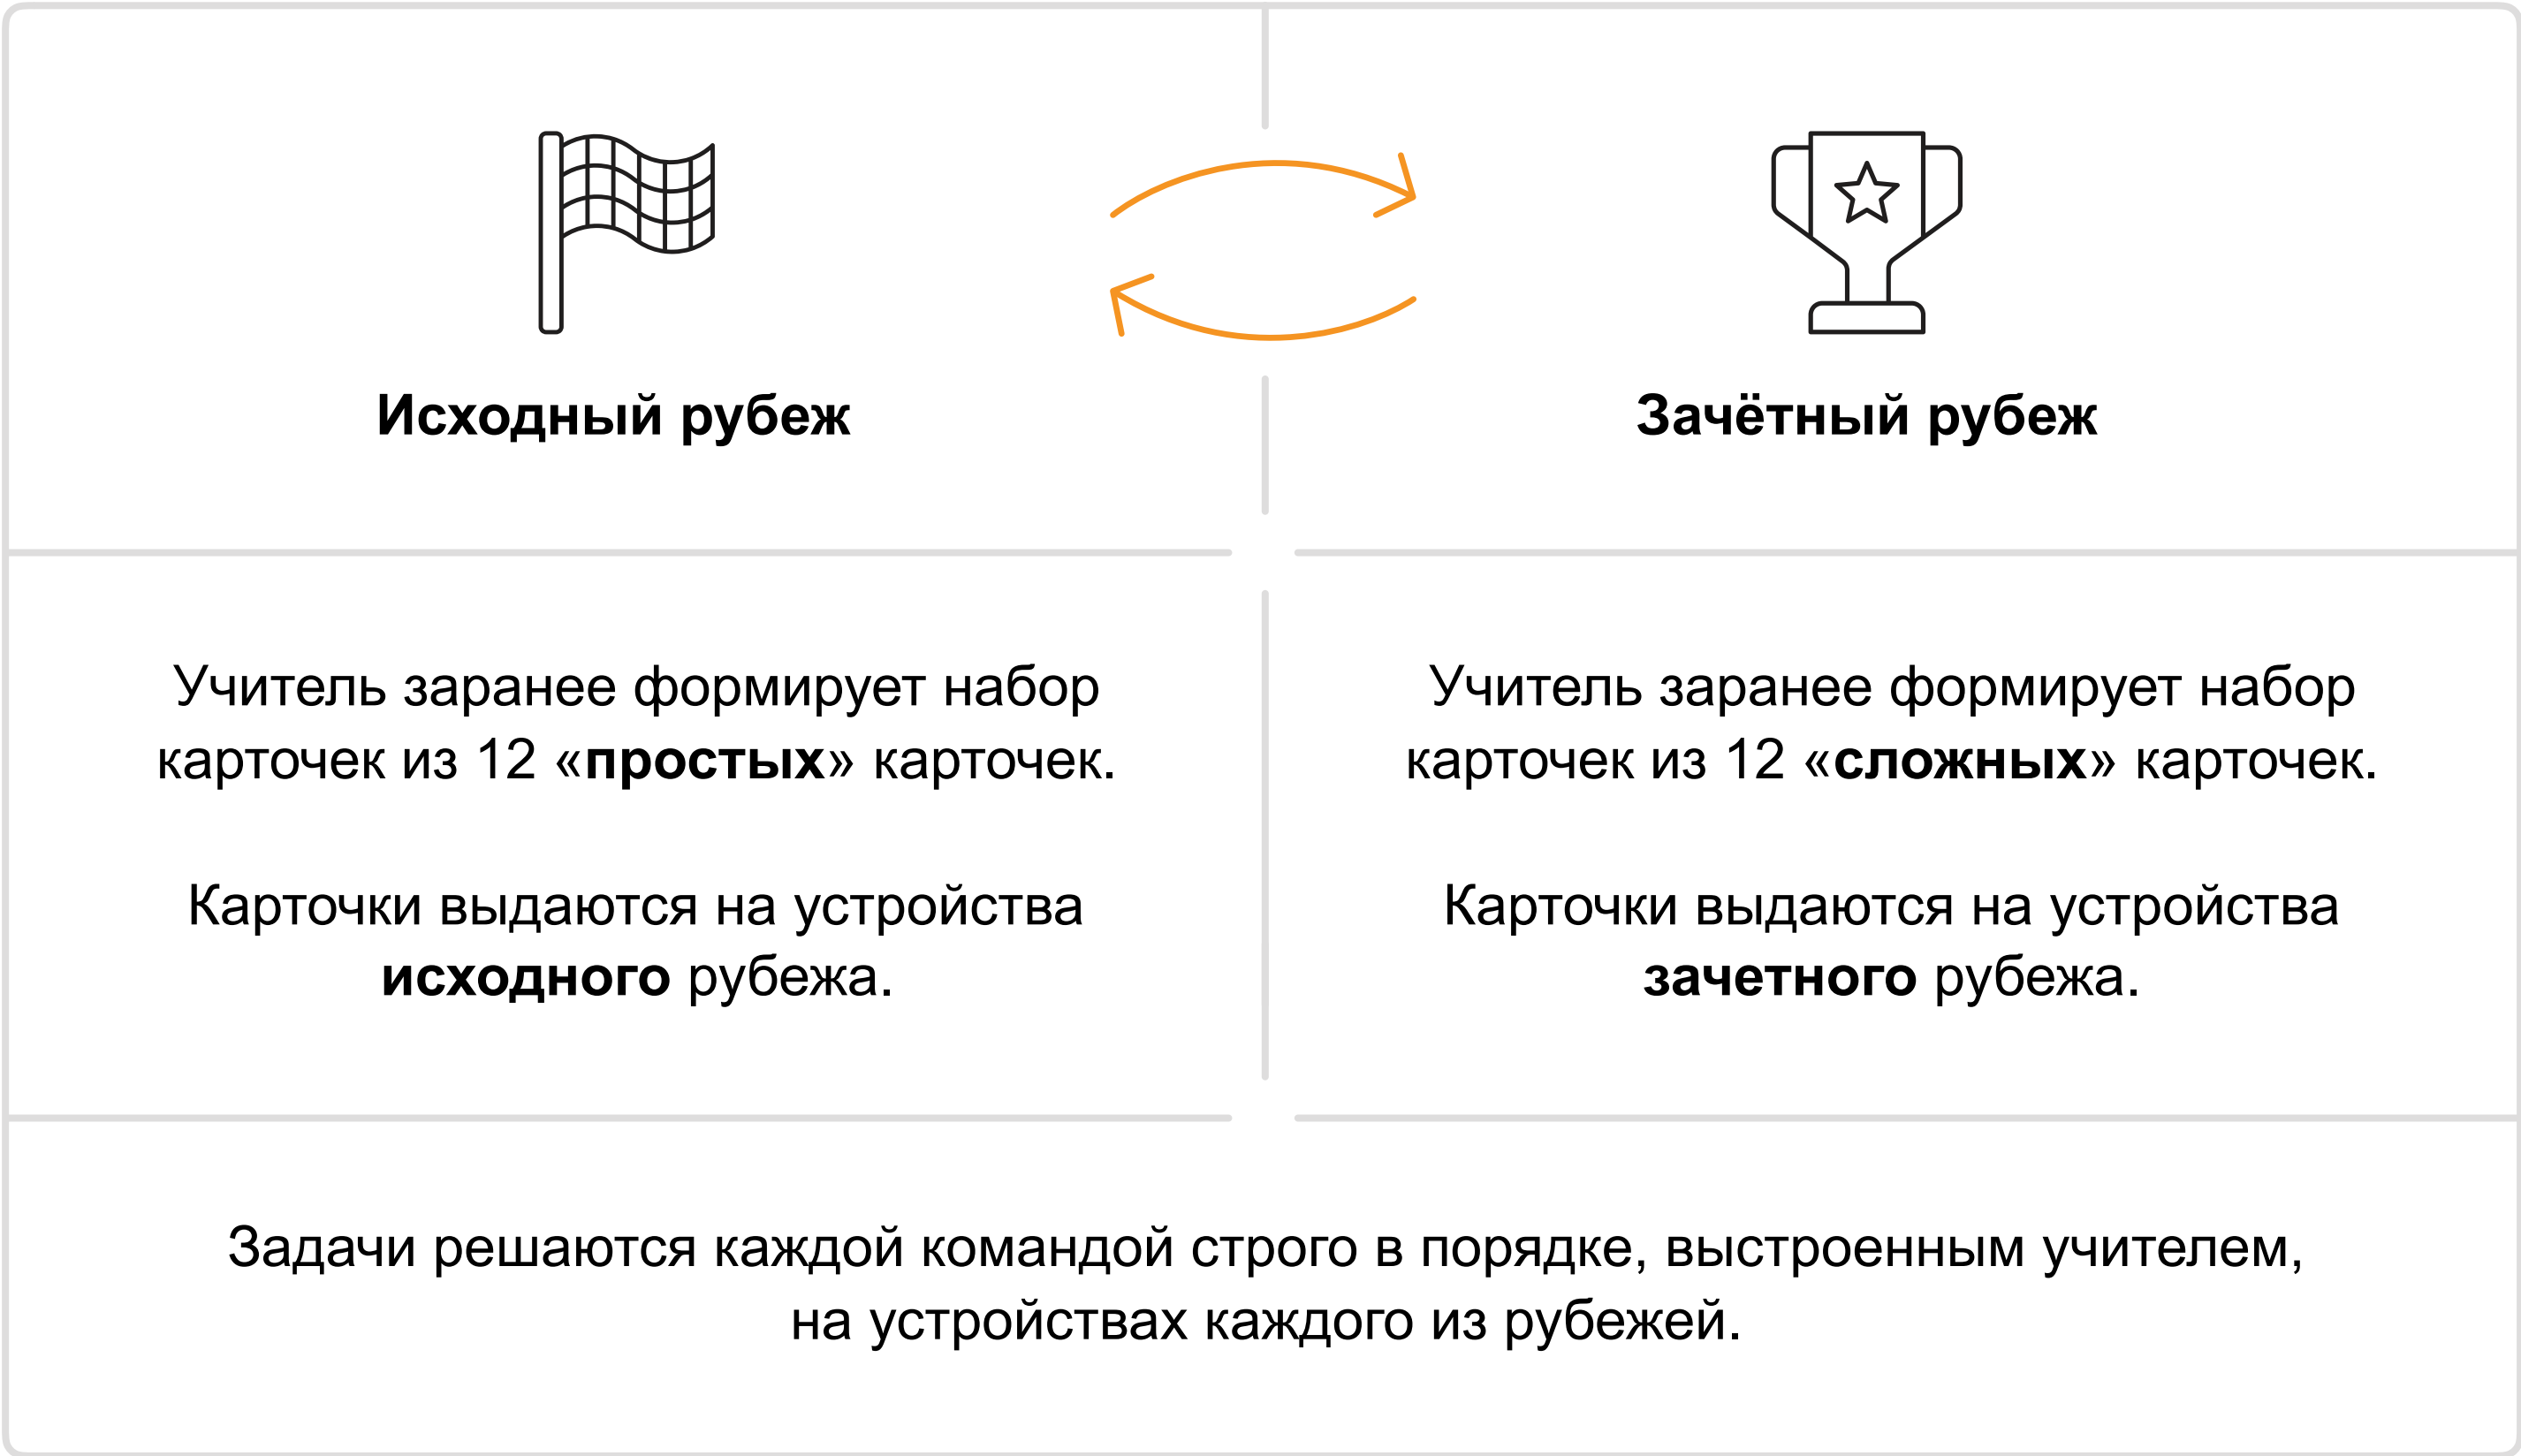 Исходный рубеж
Зачётный рубеж
Учитель заранее формирует набор
карточек из 12 «простых» карточек.
Карточки выдаются на устройства
исходного рубежа.
Учитель заранее формирует набор
карточек из 12 «сложных» карточек.
Карточки выдаются на устройства
зачетного рубежа.
Задачи решаются каждой командой строго в порядке, выстроенным учителем,
на устройствах каждого из рубежей.